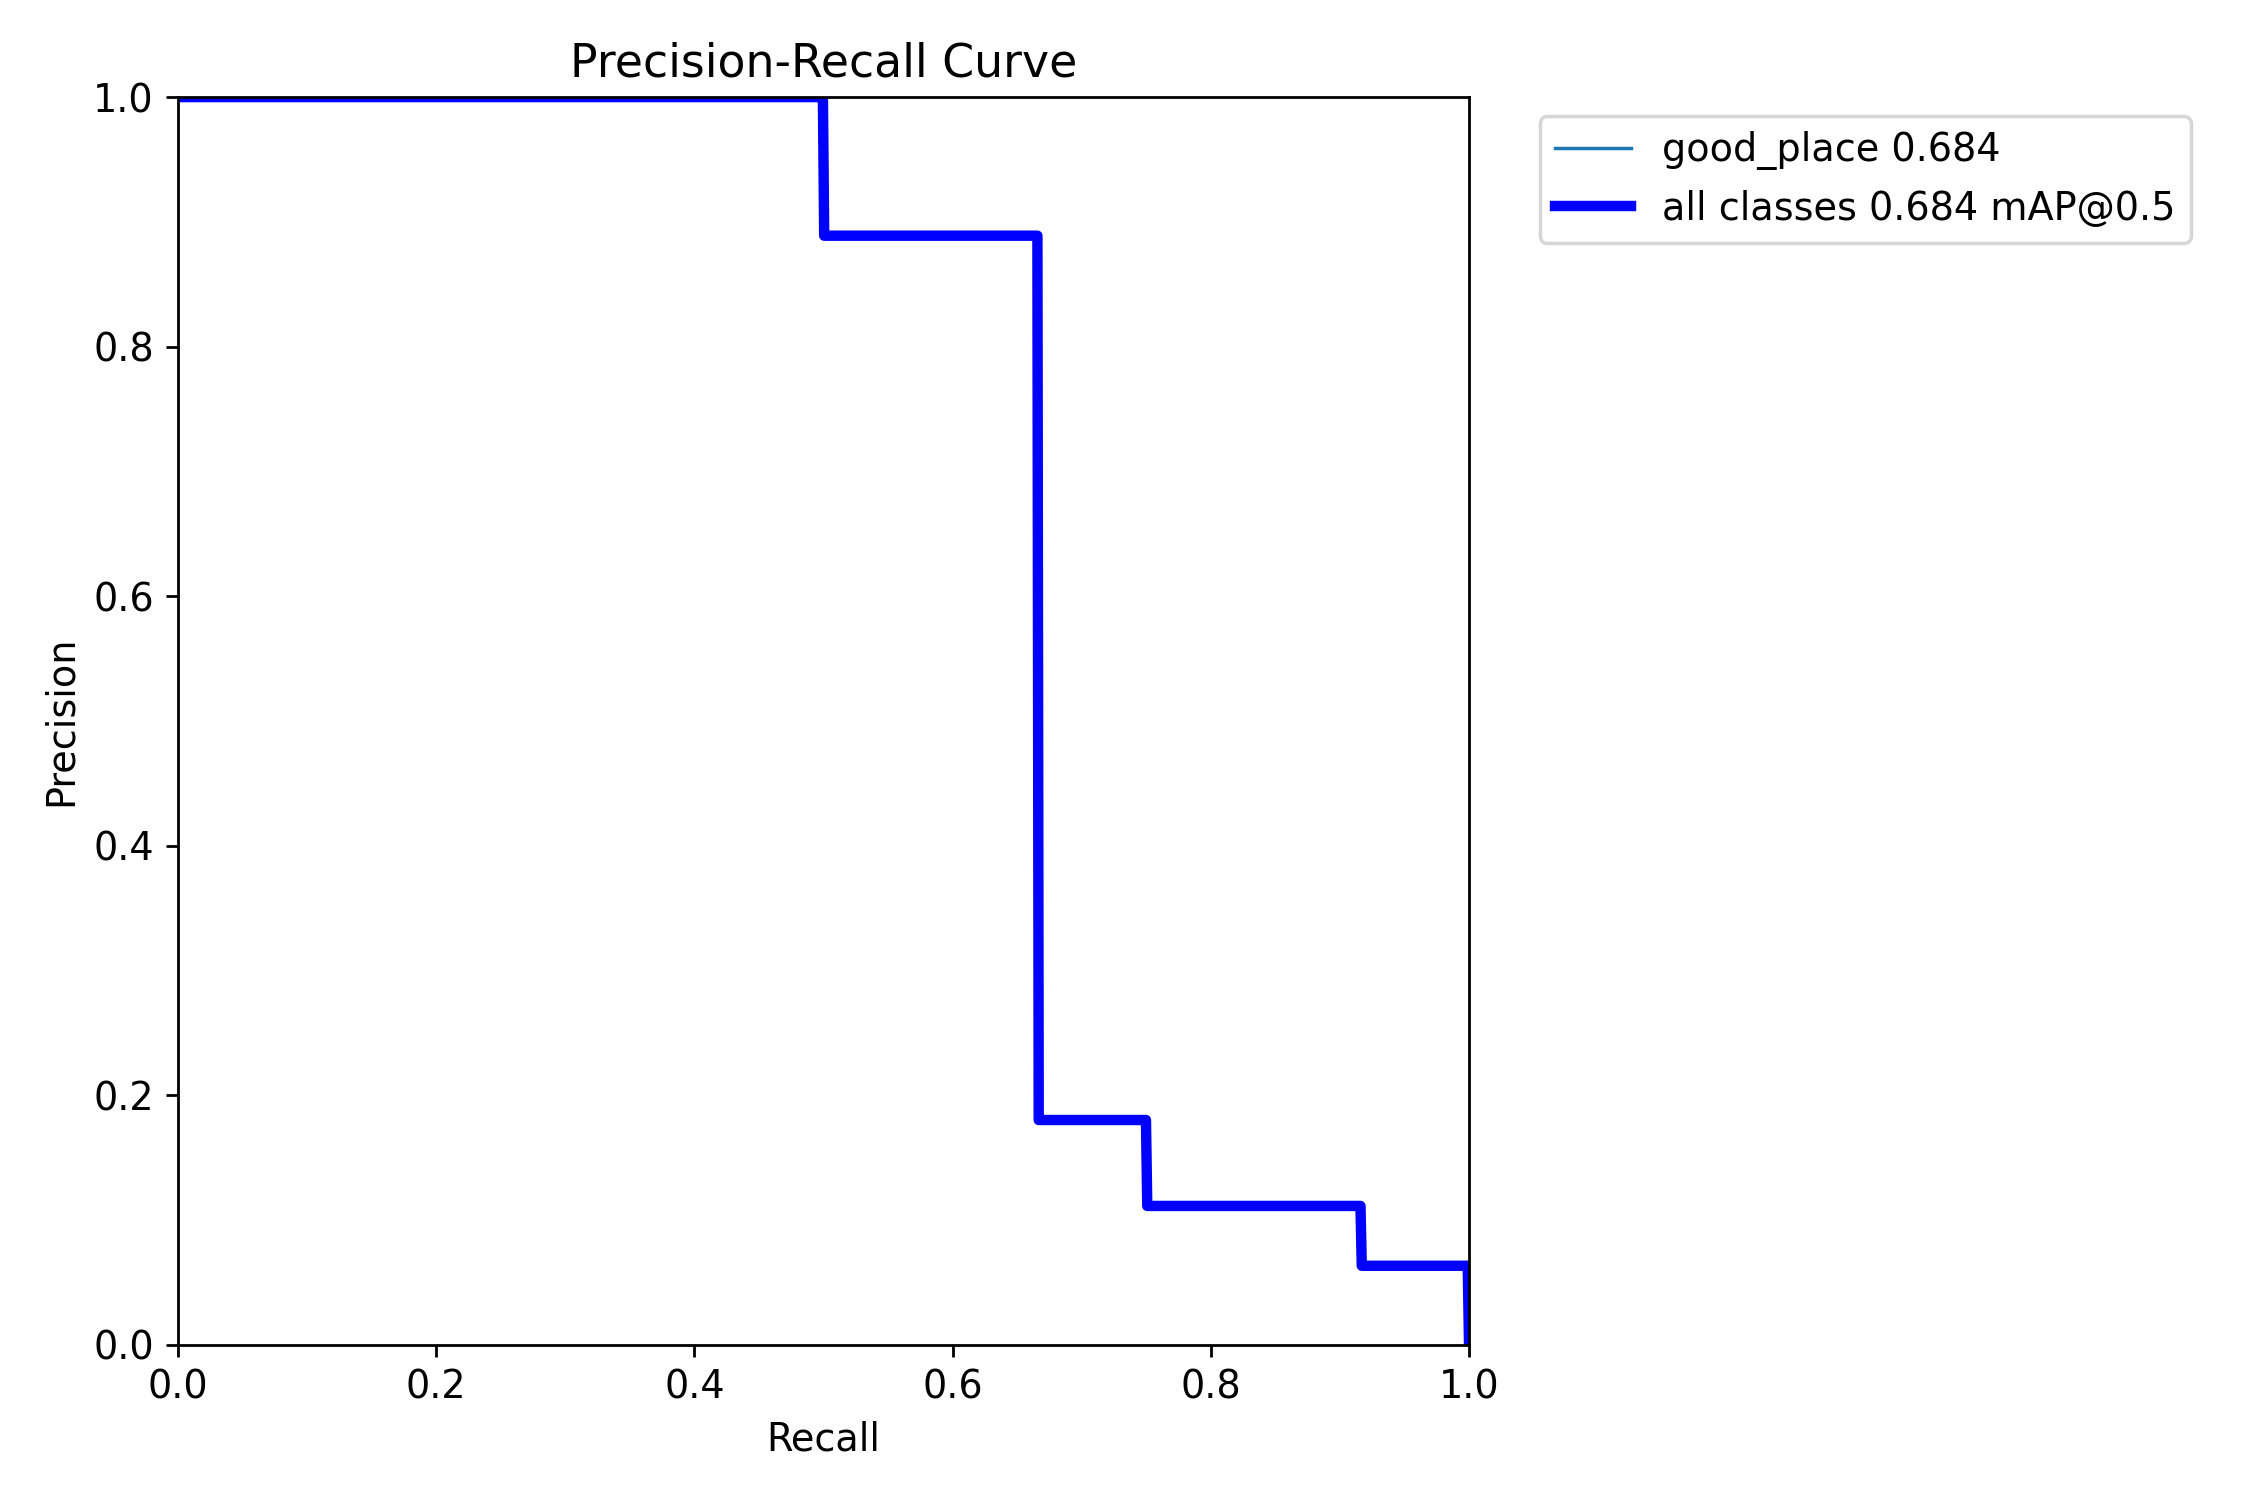 Precision-Recall Curve
1.0
0.8
0.6
0.4
0.2
0.0
Precision
0.0 0.2 0.4 0.6 0.8 1.0
Recall
good_place 0.684
all classes 0.684 mAP@0.5